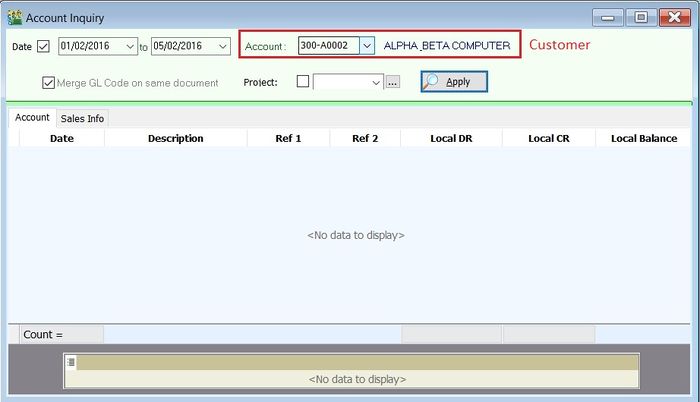 Account Inquiry
Date 01/02/2016 to 05/02/2016 Account: 300-A0002 ALPHA_BETA COMPUTER Customer
Merge GL Code on same document Project: ... Apply
Account Sales Info
Date Description Ref 1 Ref 2 Local DR Local CR Local Balance
<No data to display>
Count =
<No data to display>